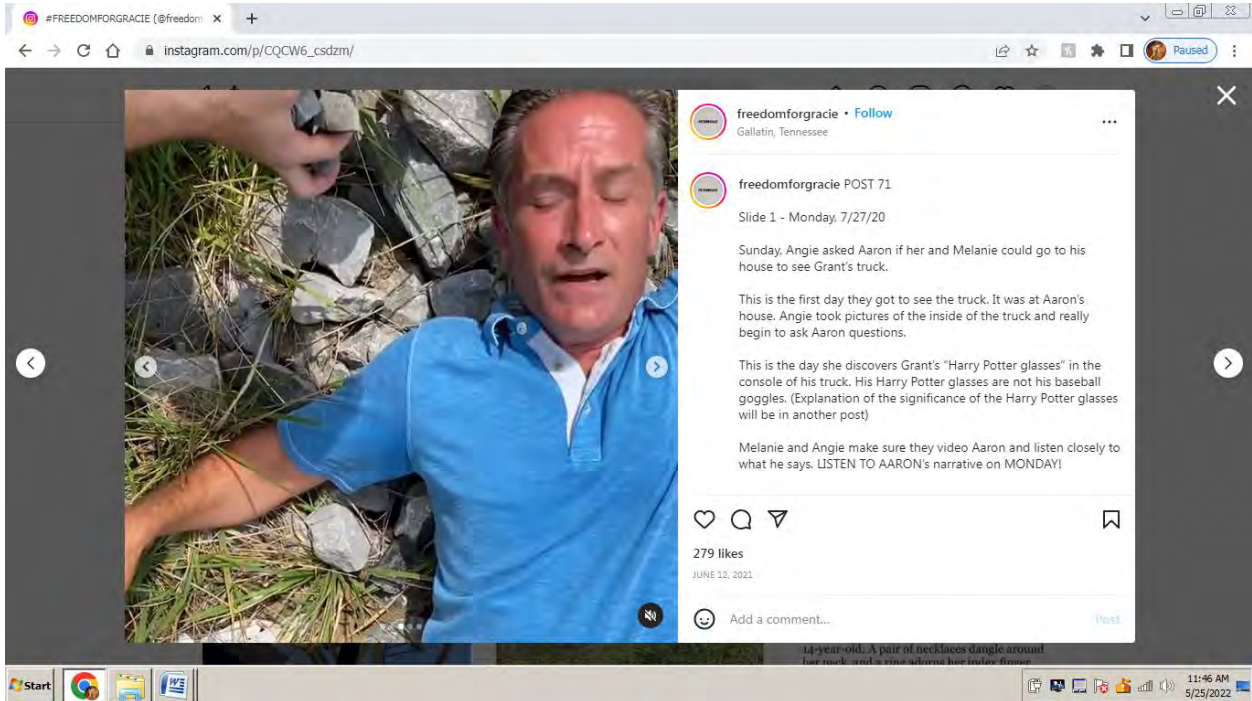 #FREEDOMFORGRACIE (@freedom
instagram.com/p/CQCW6_csdzm/
Paused
freedomforgracie • Follow
Gallatin, Tennessee
freedomforgracie POST 71
Slide 1 - Monday, 7/27/20
Sunday, Angie asked Aaron if her and Melanie could go to his
house to see Grant's truck.
This is the first day they got to see the truck. It was at Aaron's
house. Angie took pictures of the inside of the truck and really
begin to ask Aaron questions.
This is the day she discovers Grant's “Harry Potter glasses” in the
console of his truck. His Harry Potter glasses are not his baseball
goggles. (Explanation of the significance of the Harry Potter glasses
will be in another post)
Melanie and Angie make sure they video Aaron and listen closely to
what he says. LISTEN TO AARON's narrative on MONDAY!
279 likes
JUNE 12, 2021
Add a comment...
Post
14-year-old. A pair of necklaces dangle around
her neck, and a ring adorns her index finger
Start
11:46 AM
5/25/2022